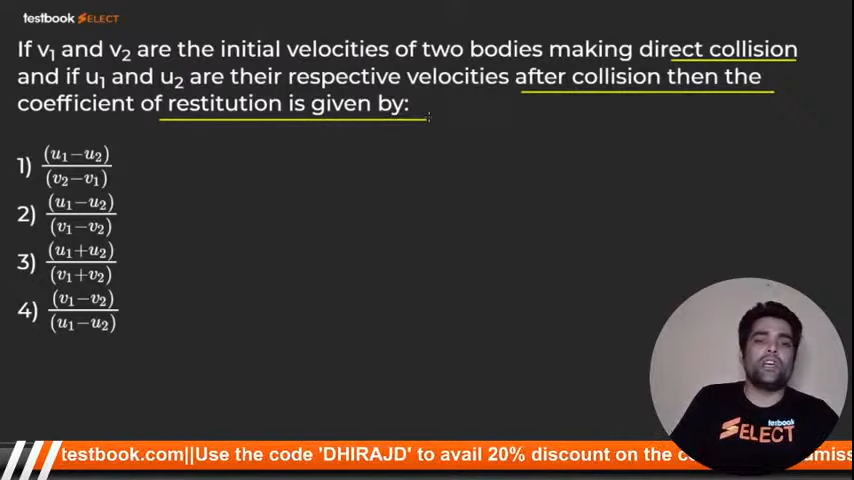 testbook SELECT
If v₁ and v₂ are the initial velocities of two bodies making direct collision
and if u₁ and u₂ are their respective velocities after collision then the
coefficient of restitution is given by:
1) (u₁−u₂)/(v₂−v₁)
2) (u₁−u₂)/(v₁−v₂)
3) (u₁+u₂)/(v₁+v₂)
4) (v₁−v₂)/(u₁−u₂)
testbook
SELECT
testbook.com||Use the code 'DHIRAJD' to avail 20% discount on the